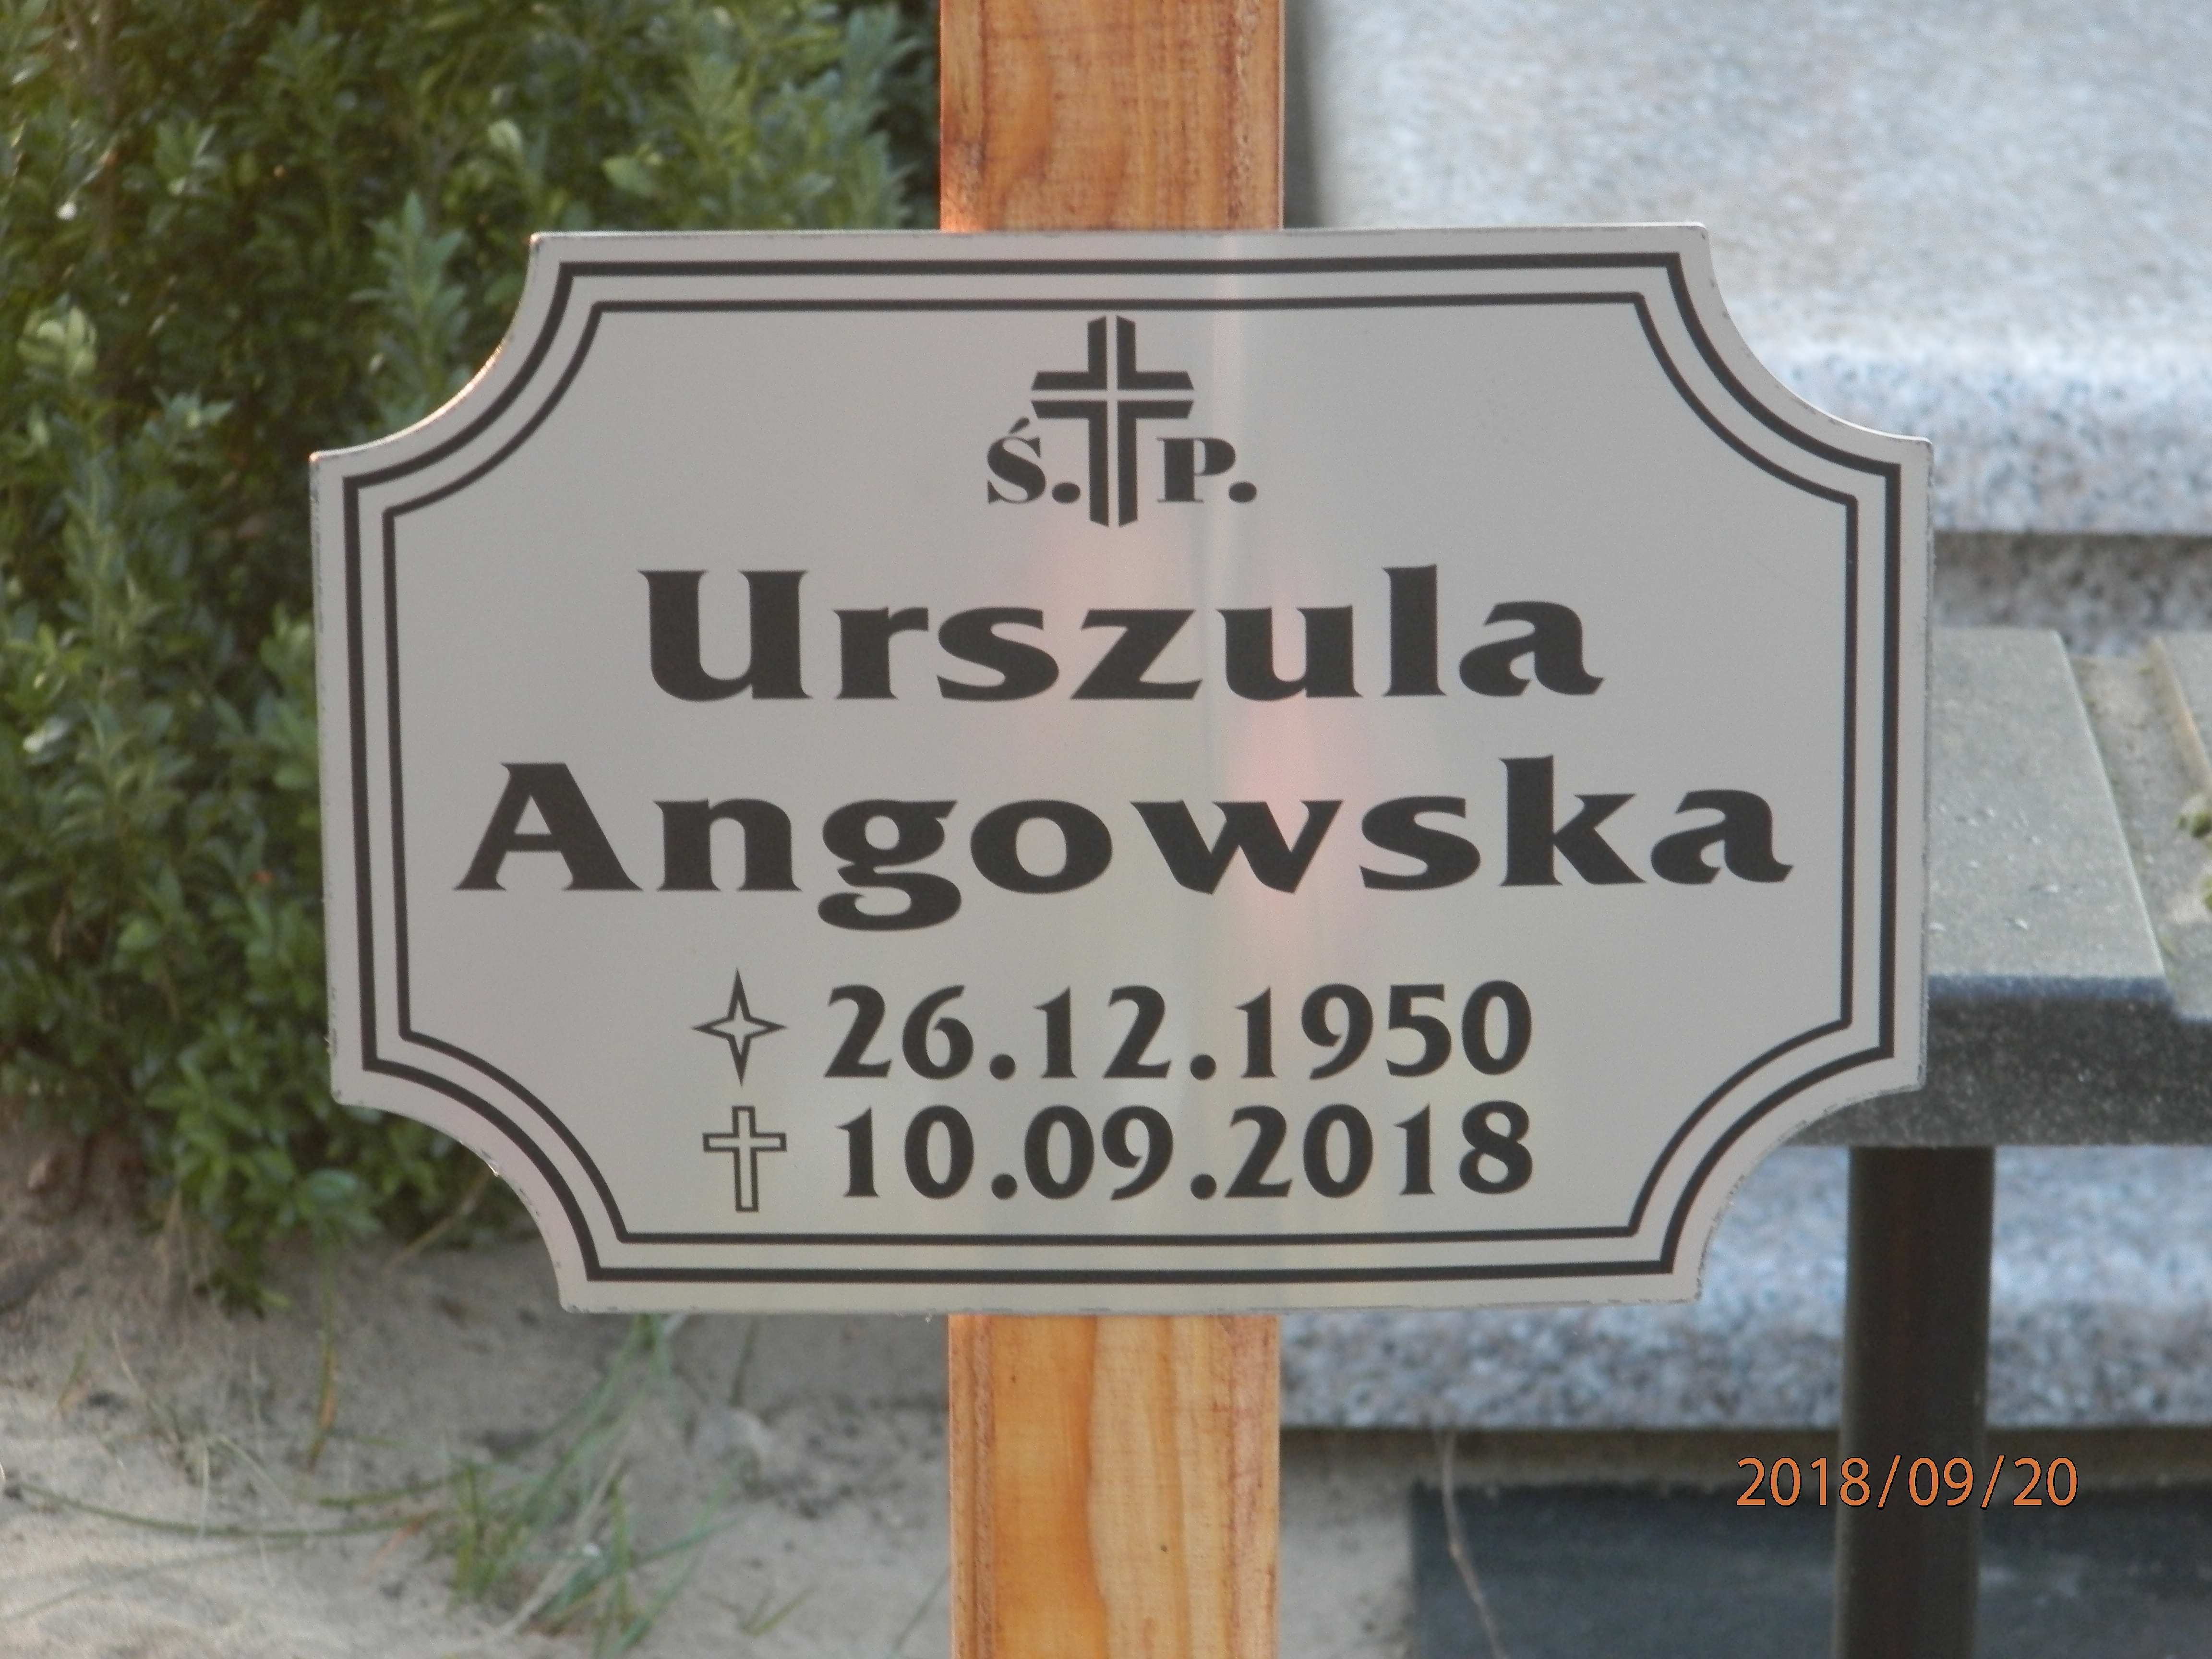 Ś. P.
Urszula
Angowska
26.12.1950
10.09.2018
2018/09/20